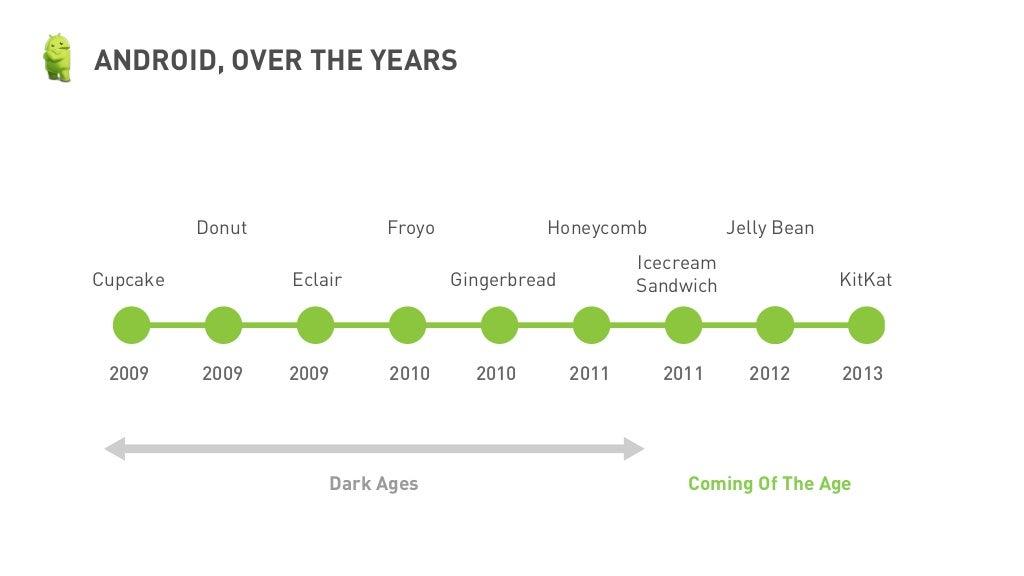 ANDROID, OVER THE YEARS
Donut Froyo Honeycomb Jelly Bean
Icecream
Cupcake Eclair Gingerbread Sandwich KitKat
2009 2009 2009 2010 2010 2011 2011 2012 2013
Dark Ages Coming Of The Age